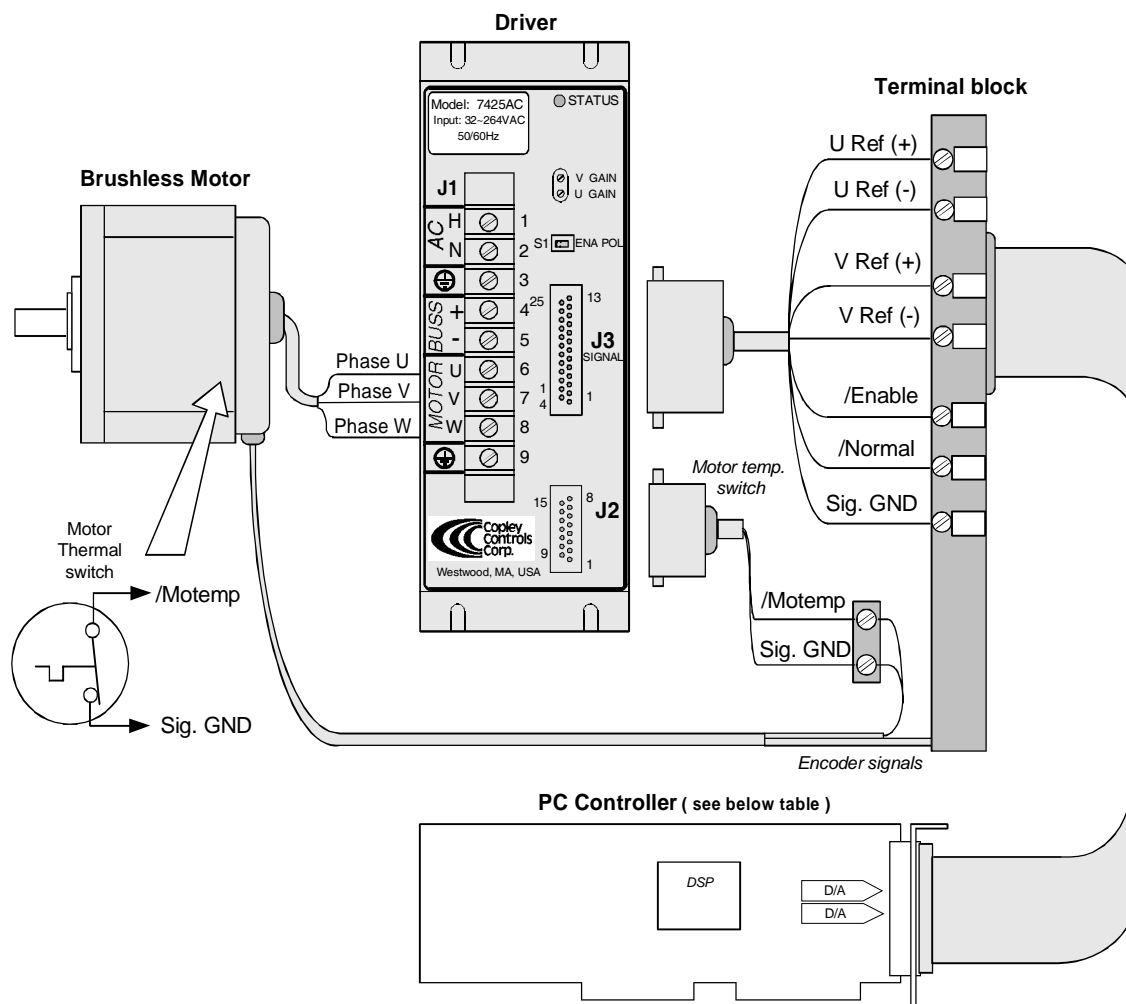 Driver
Model: 7425AC
Input: 32~264VAC
50/60Hz
STATUS
V GAIN
U GAIN
J1
AC
H
1
N
2
S1
ENA POL
3
BUSS
+
4
-
5
MOTOR
U
6
V
7
W
8
9
25
13
J3
SIGNAL
1
4
1
15
8
J2
9
1
Copley
Controls
Corp.
Westwood, MA, USA
Brushless Motor
Phase U
Phase V
Phase W
Motor
Thermal
switch
/Motemp
Sig. GND
Terminal block
U Ref (+)
U Ref (-)
V Ref (+)
V Ref (-)
/Enable
/Normal
Sig. GND
Motor temp.
switch
/Motemp
Sig. GND
Encoder signals
PC Controller ( see below table )
DSP
D/A
D/A